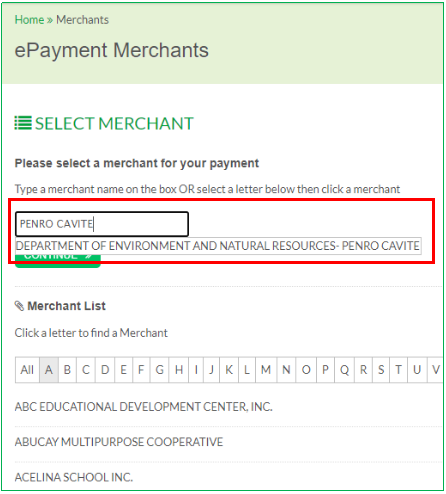 Home » Merchants
ePayment Merchants
SELECT MERCHANT
Please select a merchant for your payment
Type a merchant name on the box OR select a letter below then click a merchant
PENRO CAVITE
DEPARTMENT OF ENVIRONMENT AND NATURAL RESOURCES- PENRO CAVITE
CONTINUE »
Merchant List
Click a letter to find a Merchant
All A B C D E F G H I J K L M N O P Q R S T U V
ABC EDUCATIONAL DEVELOPMENT CENTER, INC.
ABUCAY MULTIPURPOSE COOPERATIVE
ACELINA SCHOOL INC.